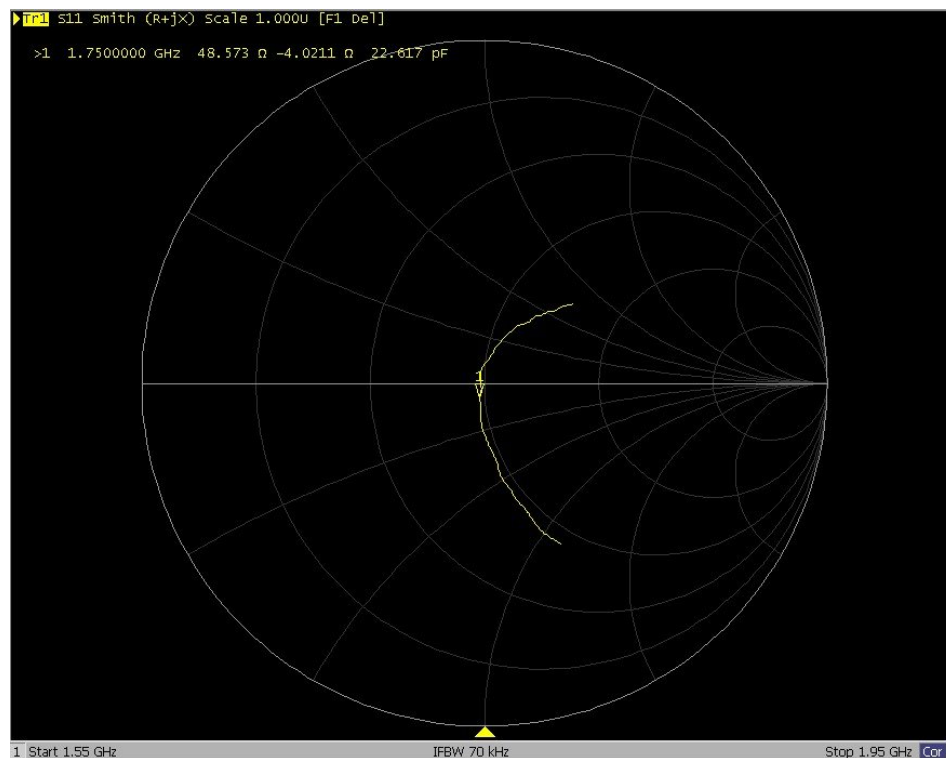 Tr1 S11 Smith (R+jX) Scale 1.000U [F1 Del]
>1 1.7500000 GHz 48.573 Ω -4.0211 Ω 22.617 pF
1
1 Start 1.55 GHz IFBW 70 kHz Stop 1.95 GHz Cor